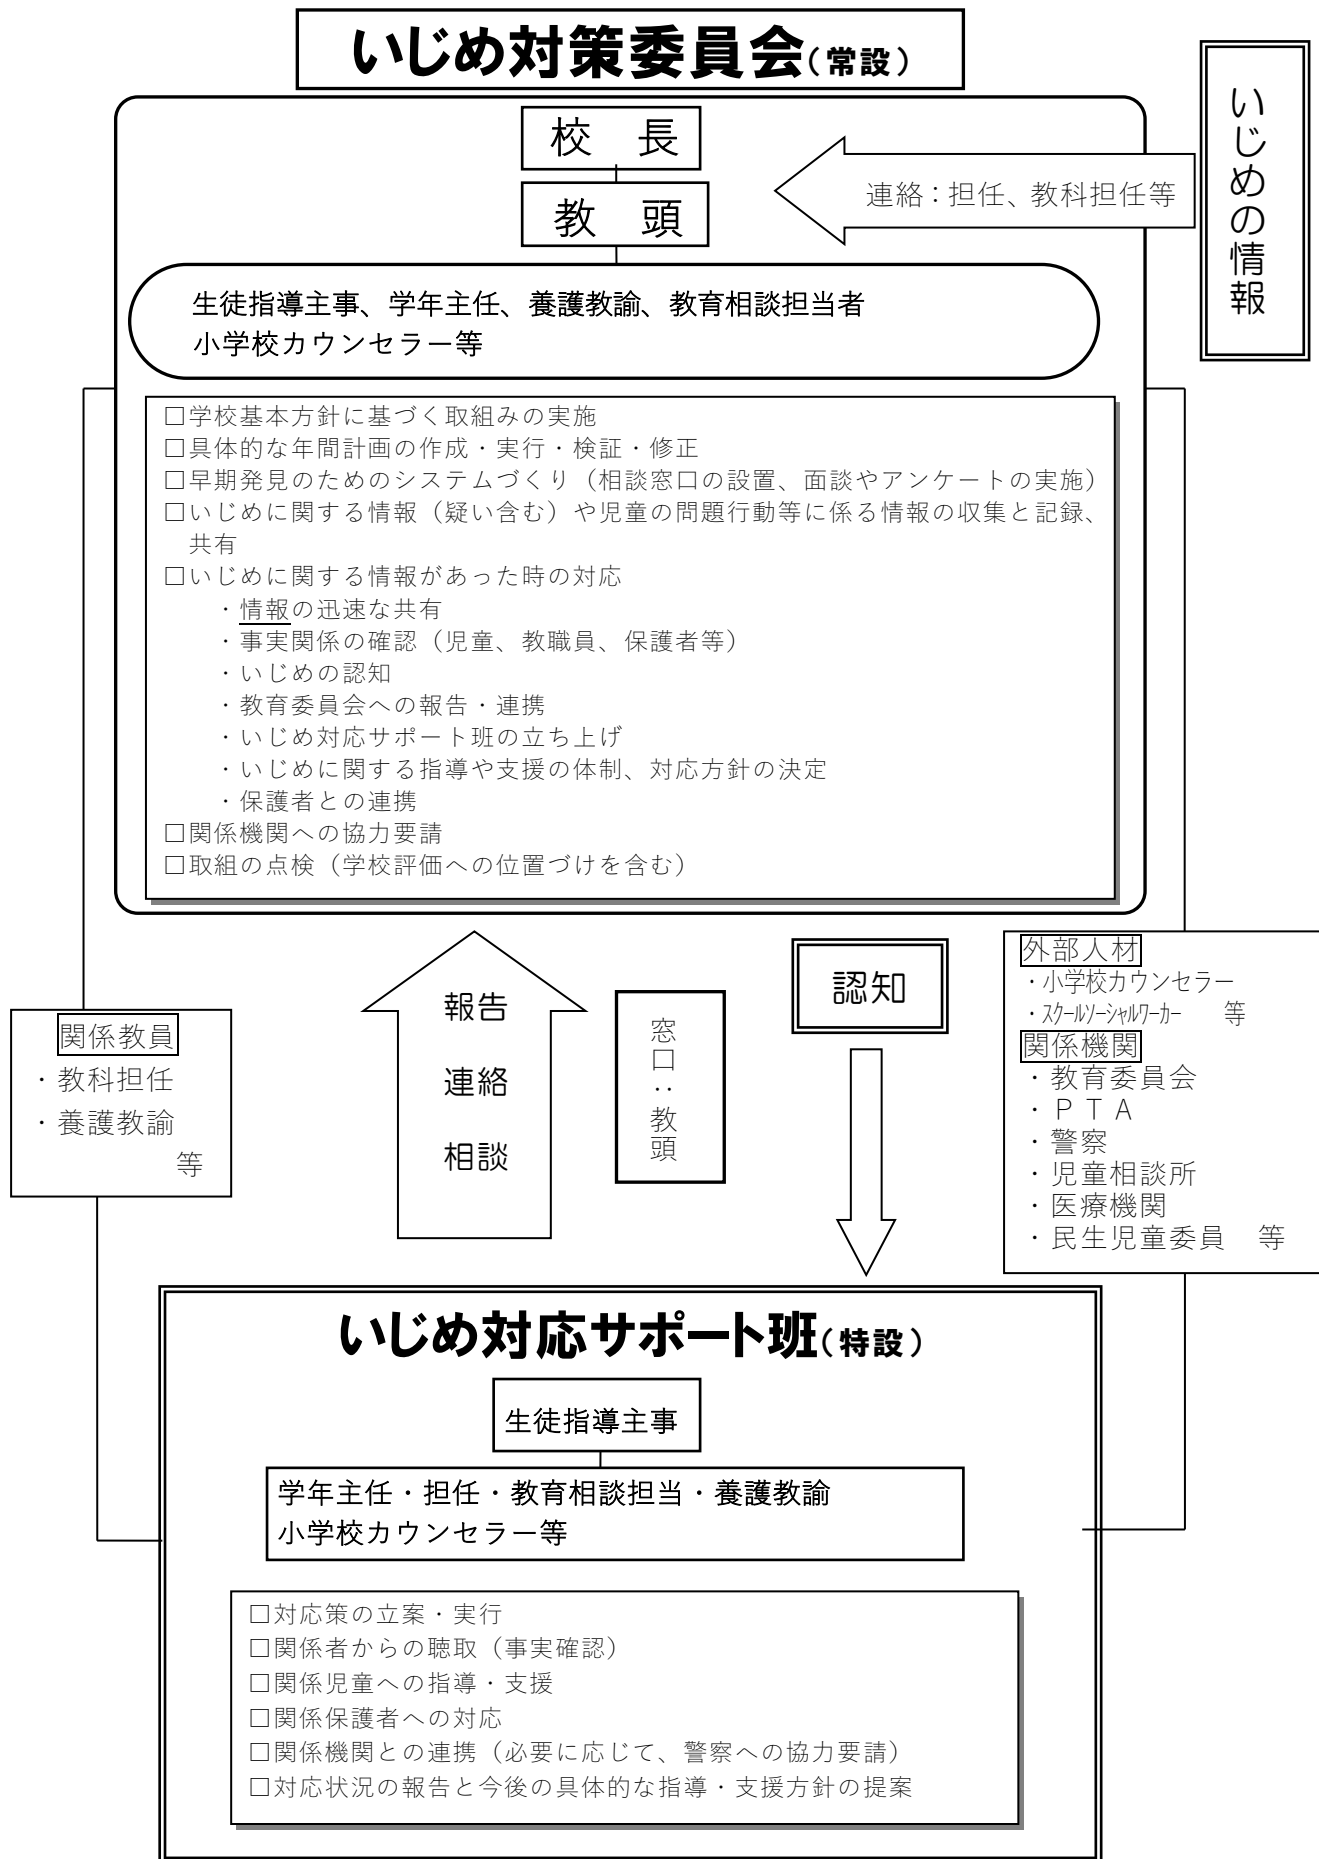 いじめ対策委員会（常設）
校　長
教　頭
連絡：担任、教科担任等
いじめの情報
生徒指導主事、学年主任、養護教諭、教育相談担当者
小学校カウンセラー等
□学校基本方針に基づく取組みの実施
□具体的な年間計画の作成・実行・検証・修正
□早期発見のためのシステムづくり（相談窓口の設置、面談やアンケートの実施）
□いじめに関する情報（疑い含む）や児童の問題行動等に係る情報の収集と記録、
共有
□いじめに関する情報があった時の対応
・情報の迅速な共有
・事実関係の確認（児童、教職員、保護者等）
・いじめの認知
・教育委員会への報告・連携
・いじめ対応サポート班の立ち上げ
・いじめに関する指導や支援の体制、対応方針の決定
・保護者との連携
□関係機関への協力要請
□取組の点検（学校評価への位置づけを含む）
関係教員
・教科担任
・養護教諭
等
報告
連絡
相談
窓口：教頭
認知
外部人材
・小学校カウンセラー
・スクールソーシャルワーカー　等
関係機関
・教育委員会
・ＰＴＡ
・警察
・児童相談所
・医療機関
・民生児童委員　等
いじめ対応サポート班（特設）
生徒指導主事
学年主任・担任・教育相談担当・養護教諭
小学校カウンセラー等
□対応策の立案・実行
□関係者からの聴取（事実確認）
□関係児童への指導・支援
□関係保護者への対応
□関係機関との連携（必要に応じて、警察への協力要請）
□対応状況の報告と今後の具体的な指導・支援方針の提案